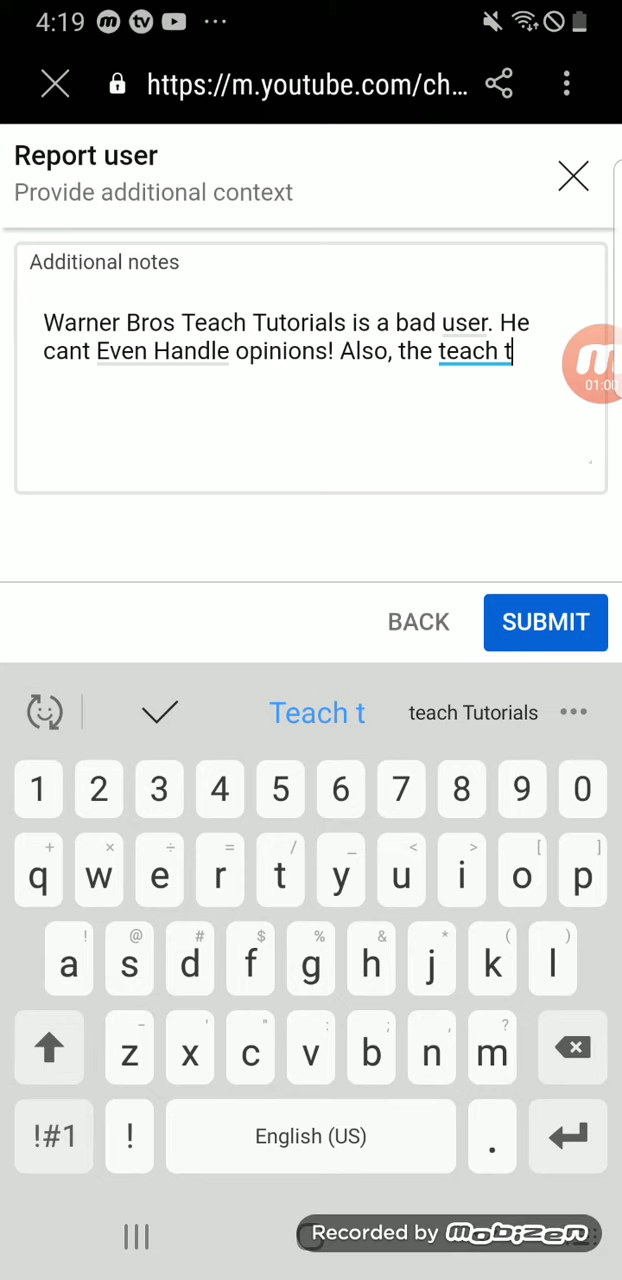 4:19 m tv ...
https://m.youtube.com/ch...
Report user
Provide additional context
Additional notes
Warner Bros Teach Tutorials is a bad user. He
cant Even Handle opinions! Also, the teach t
m
01:00
BACK SUBMIT
Teach t teach Tutorials ...
1 2 3 4 5 6 7 8 9 0
+ × ÷ = / _ < > [ ]
q w e r t y u i o p
! @ # $ % & * ( )
a s d f g h j k l
- ' " : ; , ?
z x c v b n m
!#1 ! English (US) .
Recorded by mobizen